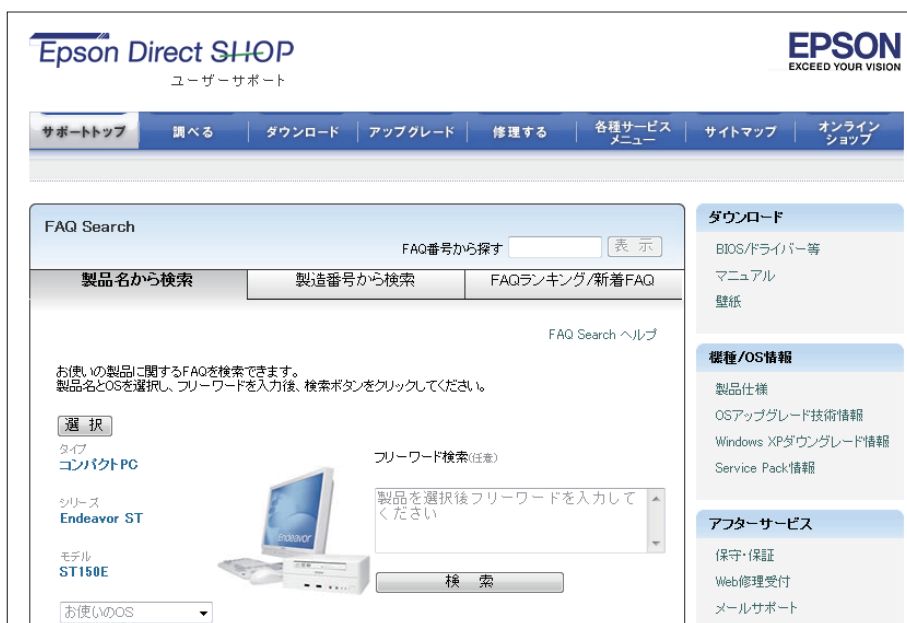 Epson Direct SHOP
ユーザーサポート
EPSON
EXCEED YOUR VISION
サポートトップ
調べる
ダウンロード
アップグレード
修理する
各種サービス
メニュー
サイトマップ
オンライン
ショップ
FAQ Search
FAQ番号から探す
表 示
製品名から検索
製造番号から検索
FAQランキング/新着FAQ
FAQ Search ヘルプ
お使いの製品に関するFAQを検索できます。
製品名とOSを選択し、フリーワードを入力後、検索ボタンをクリックしてください。
選 択
タイプ
コンパクトPC
シリーズ
Endeavor ST
モデル
ST150E
お使いのOS
Endeavor
フリーワード検索(任意)
製品を選択後フリーワードを入力して
ください
検 索
ダウンロード
BIOS/ドライバー等
マニュアル
壁紙
機種/OS情報
製品仕様
OSアップグレード技術情報
Windows XPダウングレード情報
Service Pack情報
アフターサービス
保守・保証
Web修理受付
メールサポート